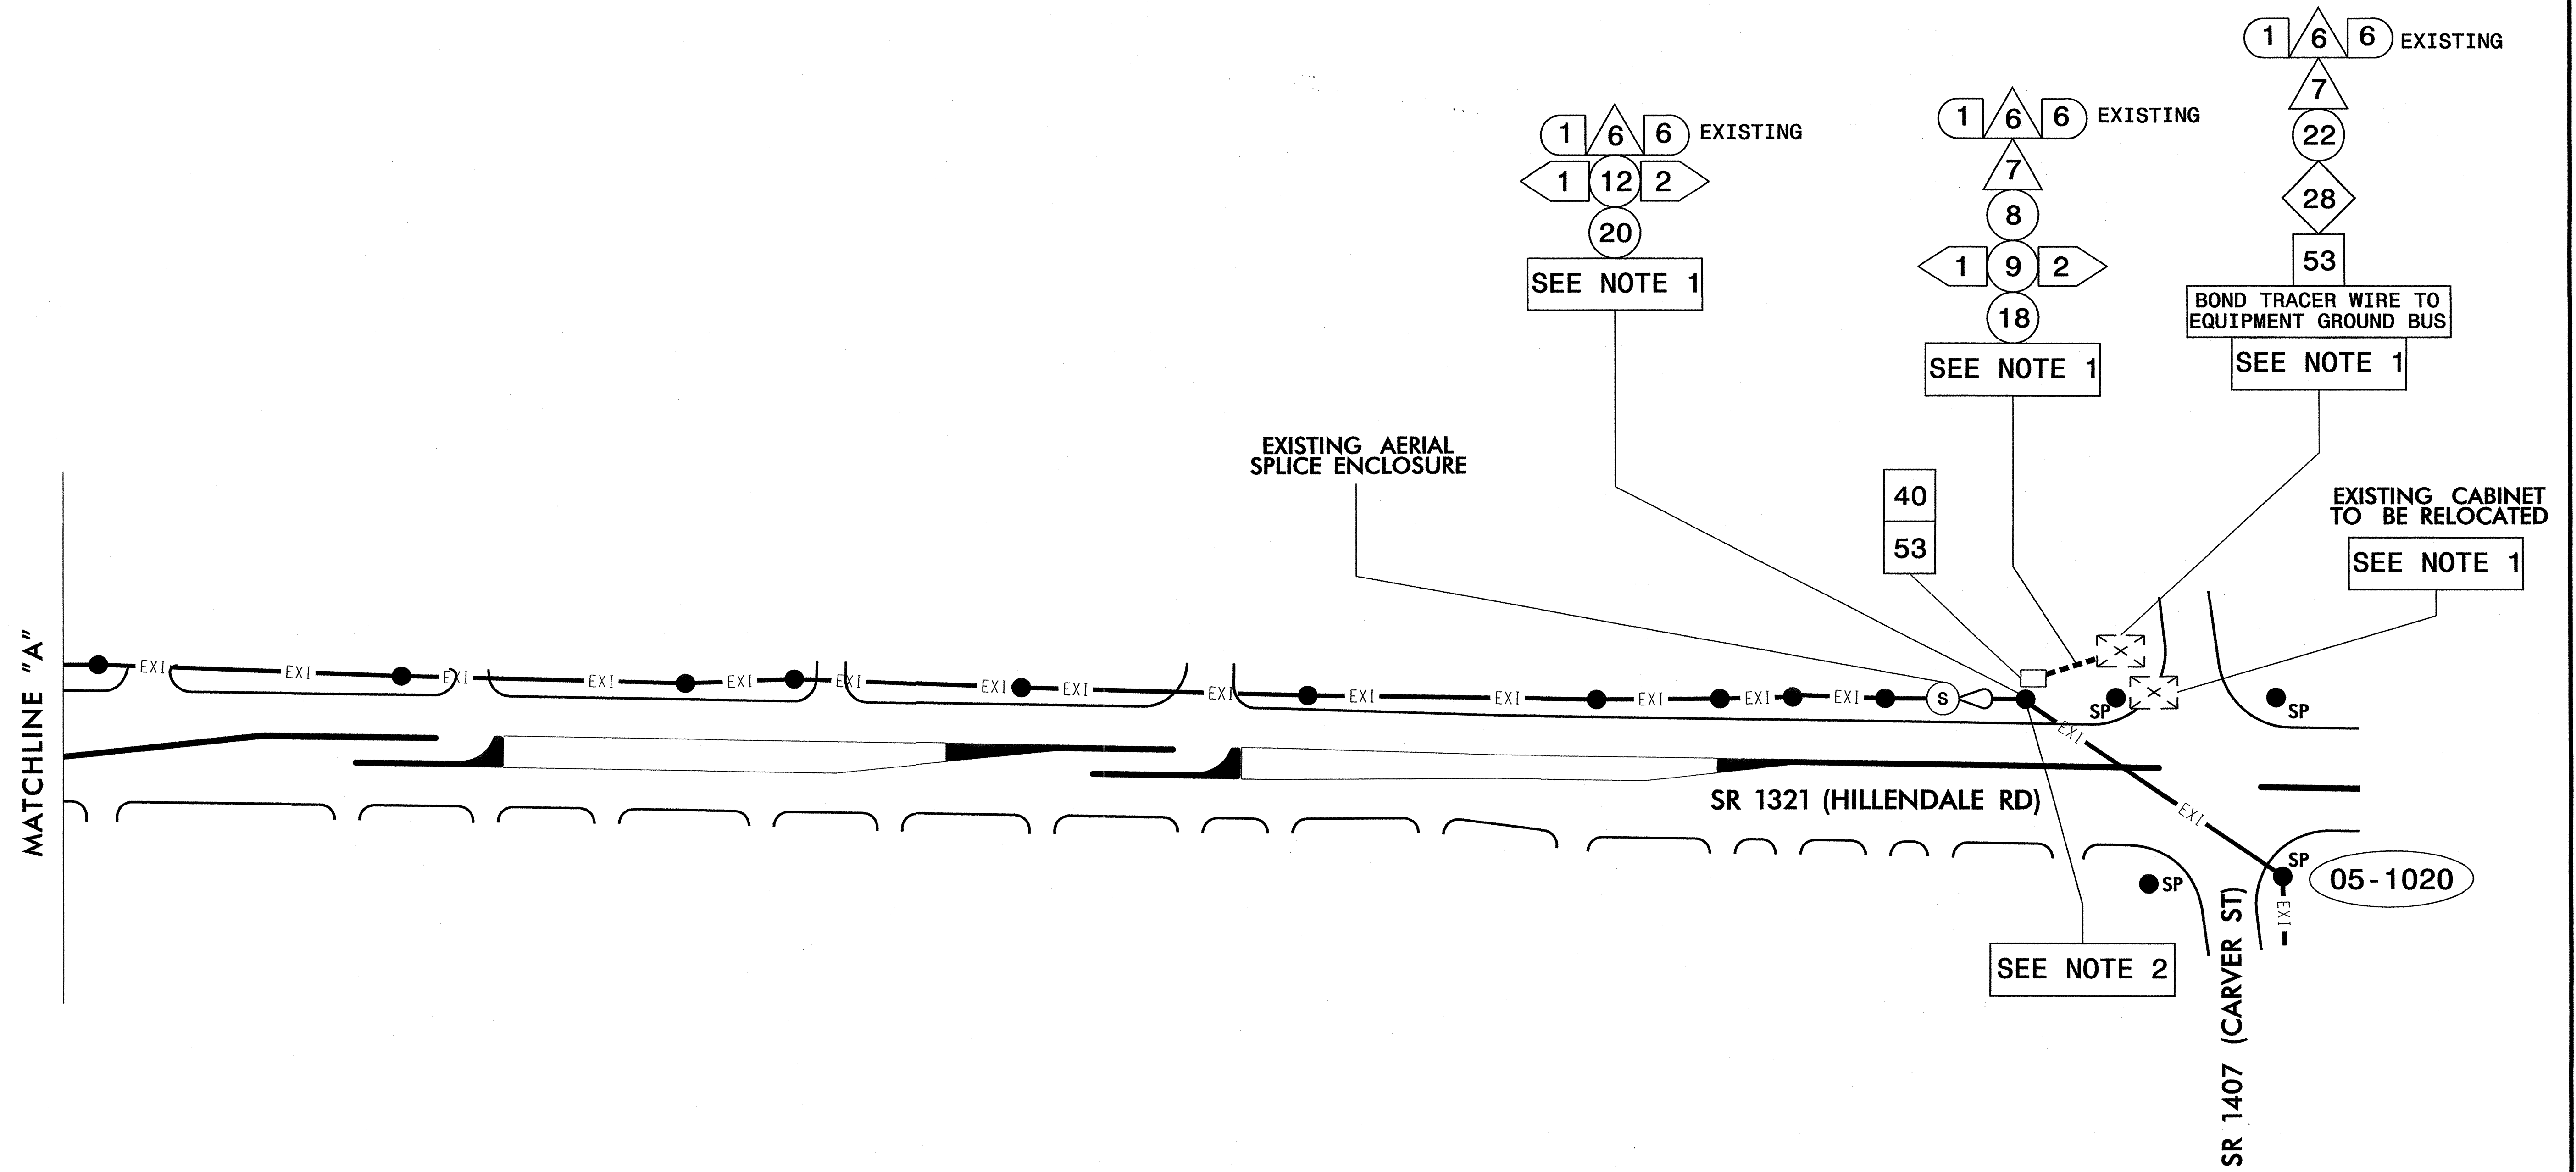 1 6 6 EXISTING
7
22
28
53
BOND TRACER WIRE TO
EQUIPMENT GROUND BUS
SEE NOTE 1
1 6 6 EXISTING
7
8
1 9 2
18
SEE NOTE 1
1 6 6 EXISTING
1 12 2
20
SEE NOTE 1
EXISTING AERIAL
SPLICE ENCLOSURE
40
53
EXISTING CABINET
TO BE RELOCATED
SEE NOTE 1
MATCHLINE "A"
EXI EXI EXI EXI EXI EXI EXI EXI EXI EXI EXI EXI EXI EXI
S
SP
SP
EXI
SR 1321 (HILLENDALE RD)
EXI
SP
SP
05-1020
EXI
SEE NOTE 2
SR 1407 (CARVER ST)